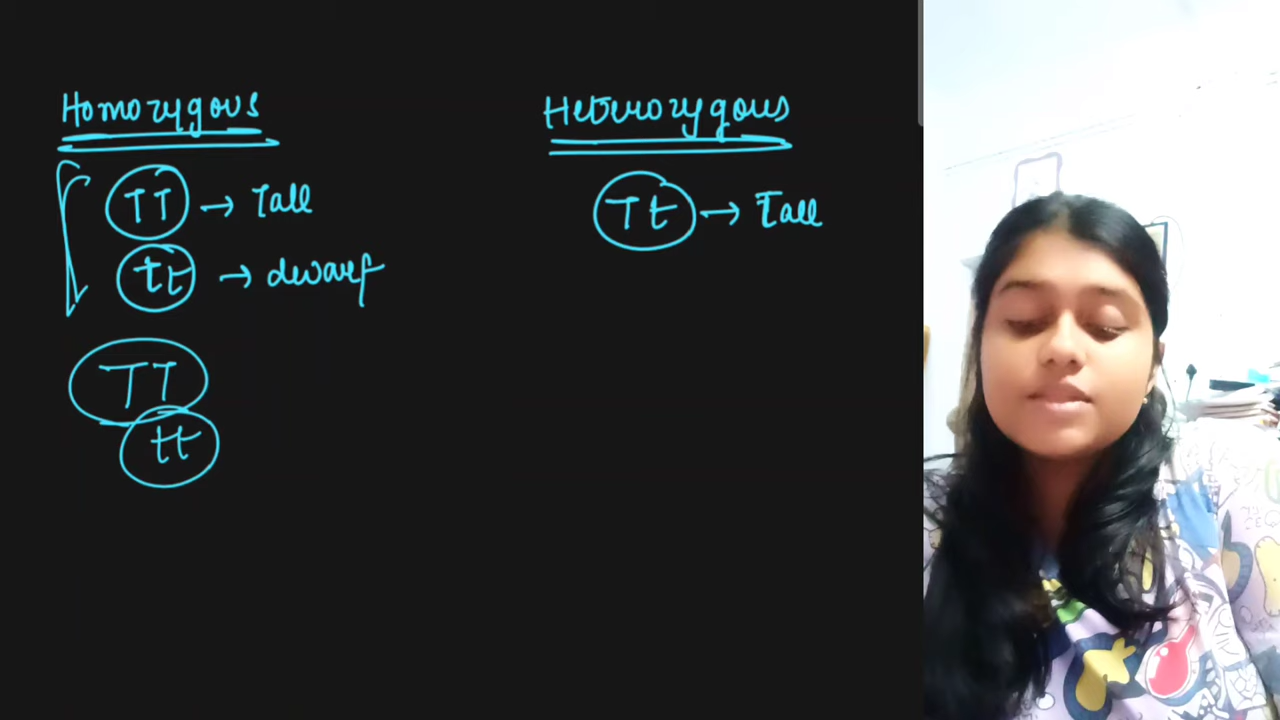 Homozygous
TT → Tall
tt → dwarf
TT
tt
Heterozygous
Tt → Tall